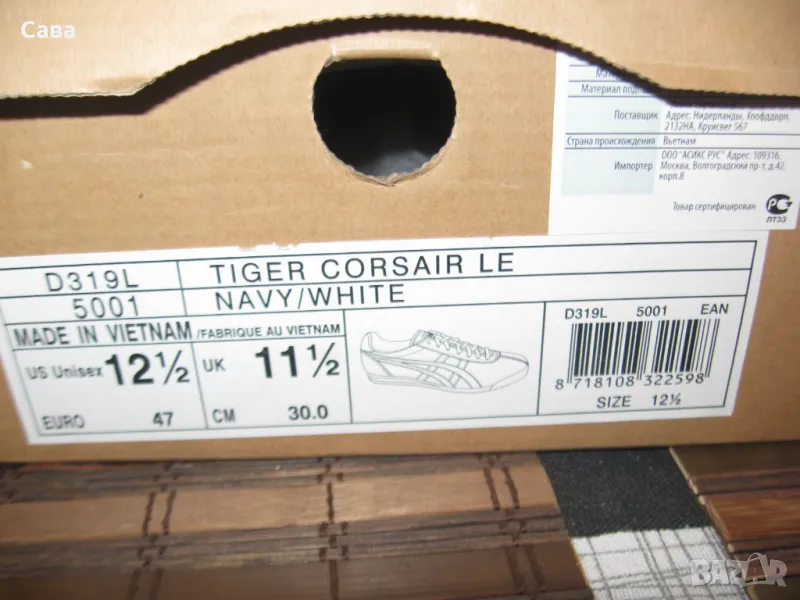 Сава
Поставщик
Адрес: Нидерланды, Хоофддорп,
2132НА, Круисвег 567
Страна происхождения Вьетнам
Импортер
ООО "АСИКС РУС" Адрес: 109316,
Москва, Волгоградский пр-т, д.42,
корп.8
Товар сертифицирован
РС
ЛТ33
D319L TIGER CORSAIR LE
5001 NAVY/WHITE
MADE IN VIETNAM /FABRIQUE AU VIETNAM
US Unisex 12½ UK 11½
EURO 47 CM 30.0
D319L 5001 EAN
8 718108 322598
SIZE 12½
BAZAR